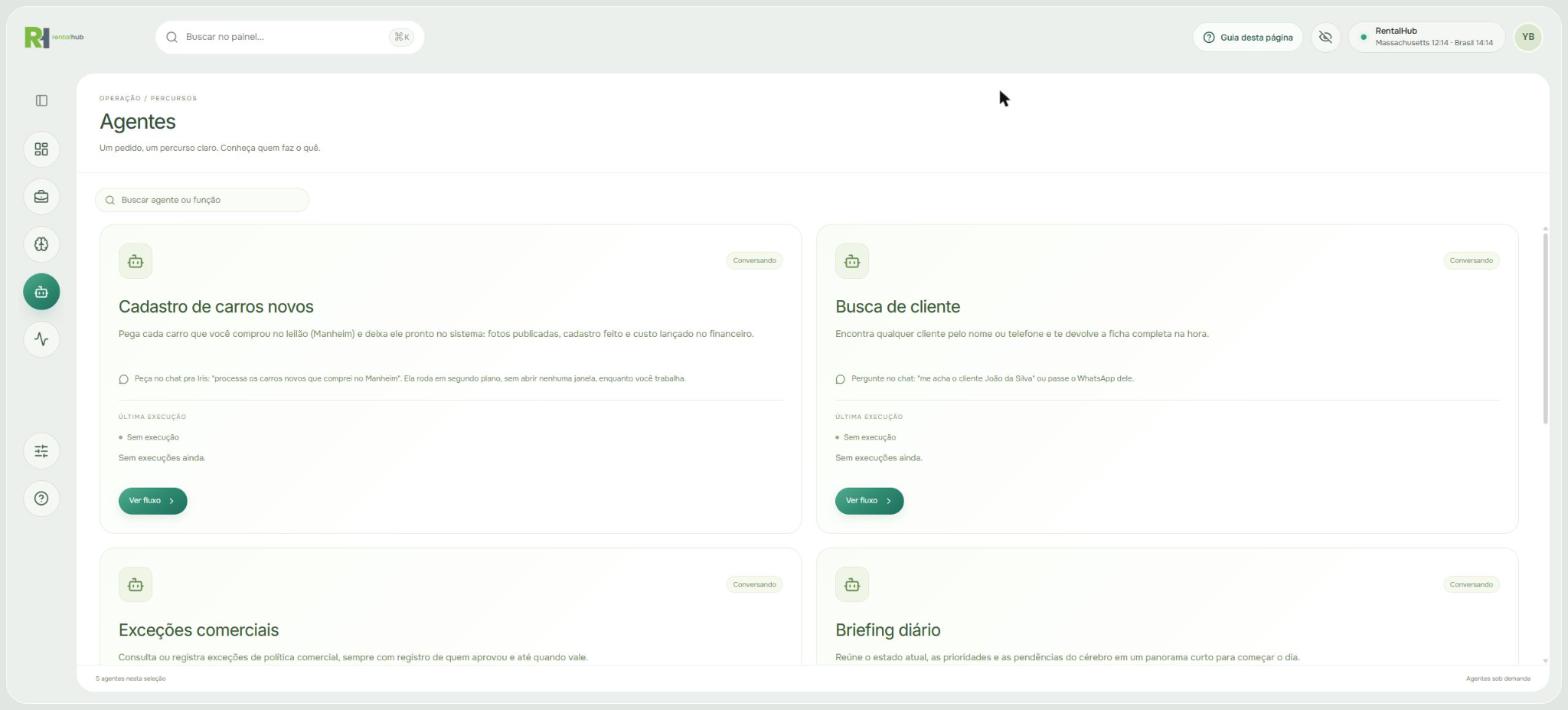 RI rentalhub
Buscar no painel...
⌘K
Guia desta página
RentalHub
Massachusetts 12:14 · Brasil 14:14
YB
OPERAÇÃO / PERCURSOS
Agentes
Um pedido, um percurso claro. Conheça quem faz o quê.
Buscar agente ou função
Conversando
Cadastro de carros novos
Pega cada carro que você comprou no leilão (Manheim) e deixa ele pronto no sistema: fotos publicadas, cadastro feito e custo lançado no financeiro.
Peça no chat pra Iris: "processa os carros novos que comprei no Manheim". Ela roda em segundo plano, sem abrir nenhuma janela, enquanto você trabalha.
ÚLTIMA EXECUÇÃO
Sem execução
Sem execuções ainda.
Ver fluxo
Conversando
Busca de cliente
Encontra qualquer cliente pelo nome ou telefone e te devolve a ficha completa na hora.
Pergunte no chat: "me acha o cliente João da Silva" ou passe o WhatsApp dele.
ÚLTIMA EXECUÇÃO
Sem execução
Sem execuções ainda.
Ver fluxo
Conversando
Exceções comerciais
Consulta ou registra exceções de política comercial, sempre com registro de quem aprovou e até quando vale.
Conversando
Briefing diário
Reúne o estado atual, as prioridades e as pendências do cérebro em um panorama curto para começar o dia.
5 agentes nesta seleção
Agentes sob demanda